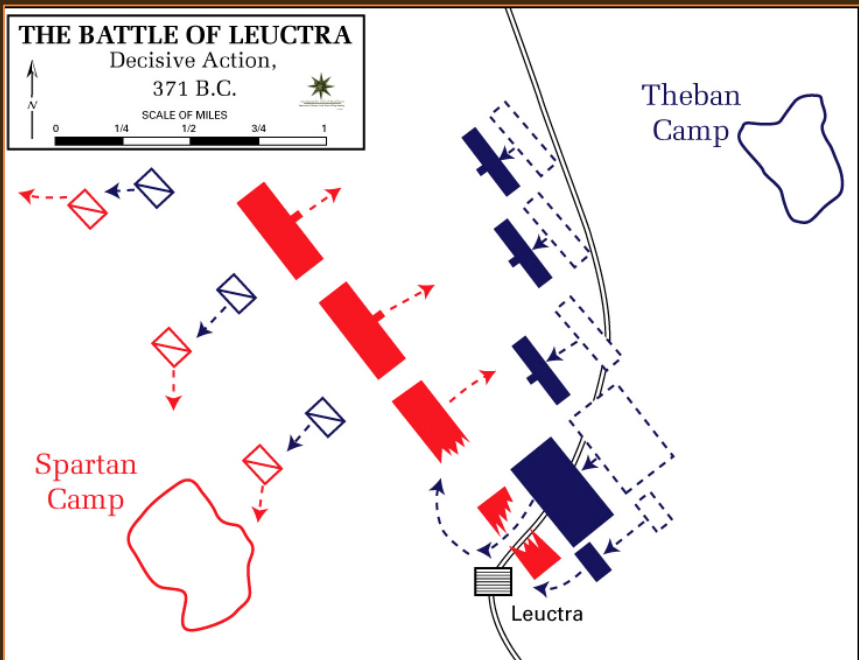 THE BATTLE OF LEUCTRA
Decisive Action,
371 B.C.
N
SCALE OF MILES
0 1/4 1/2 3/4 1
Theban
Camp
Spartan
Camp
Leuctra